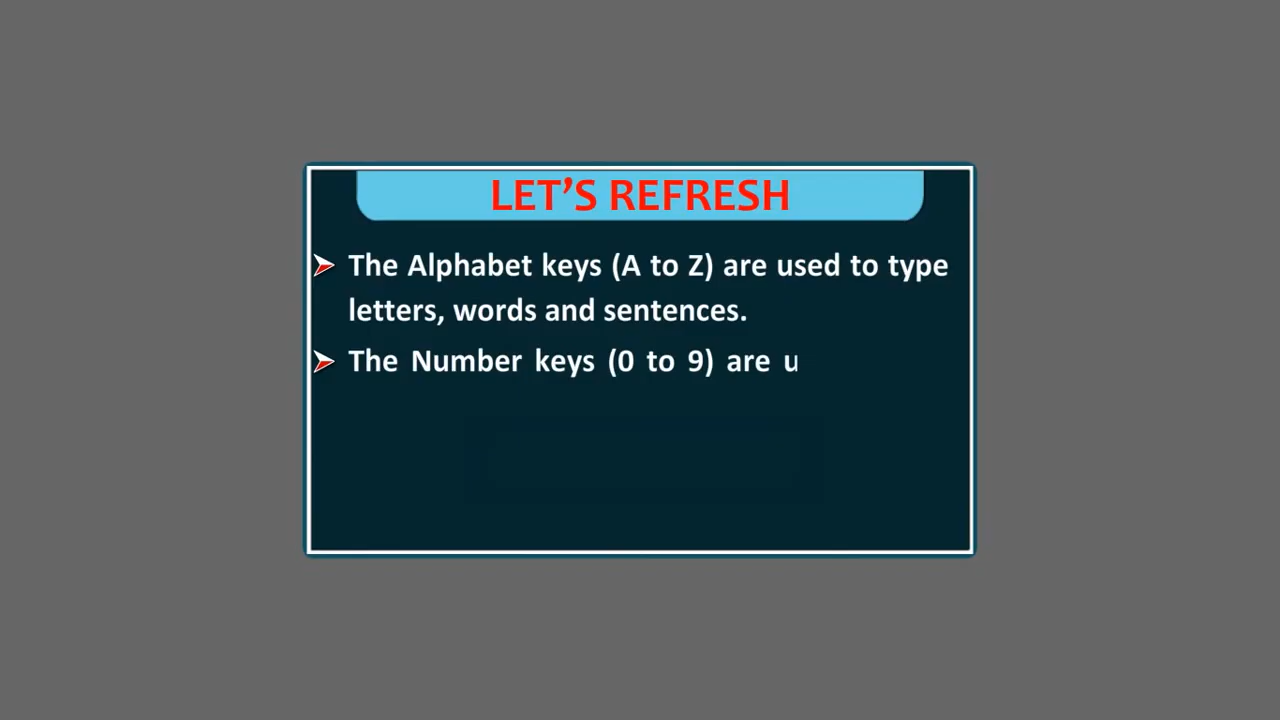 LET'S REFRESH
The Alphabet keys (A to Z) are used to type
letters, words and sentences.
The Number keys (0 to 9) are u